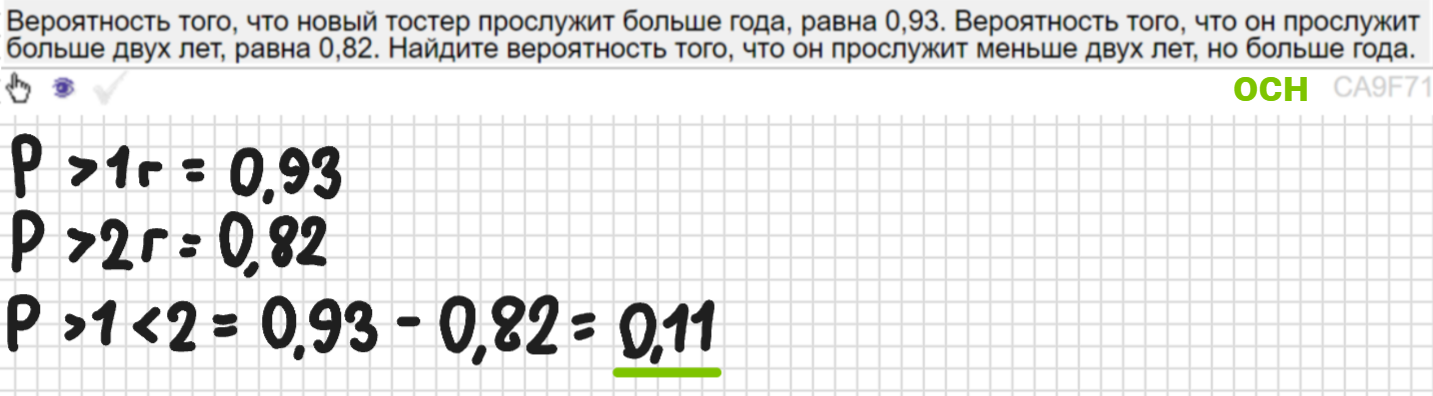 Вероятность того, что новый тостер прослужит больше года, равна 0,93. Вероятность того, что он прослужит
больше двух лет, равна 0,82. Найдите вероятность того, что он прослужит меньше двух лет, но больше года.
ОСН CA9F71
P >1г = 0,93
P >2г = 0,82
P >1 <2 = 0,93 - 0,82 = 0,11